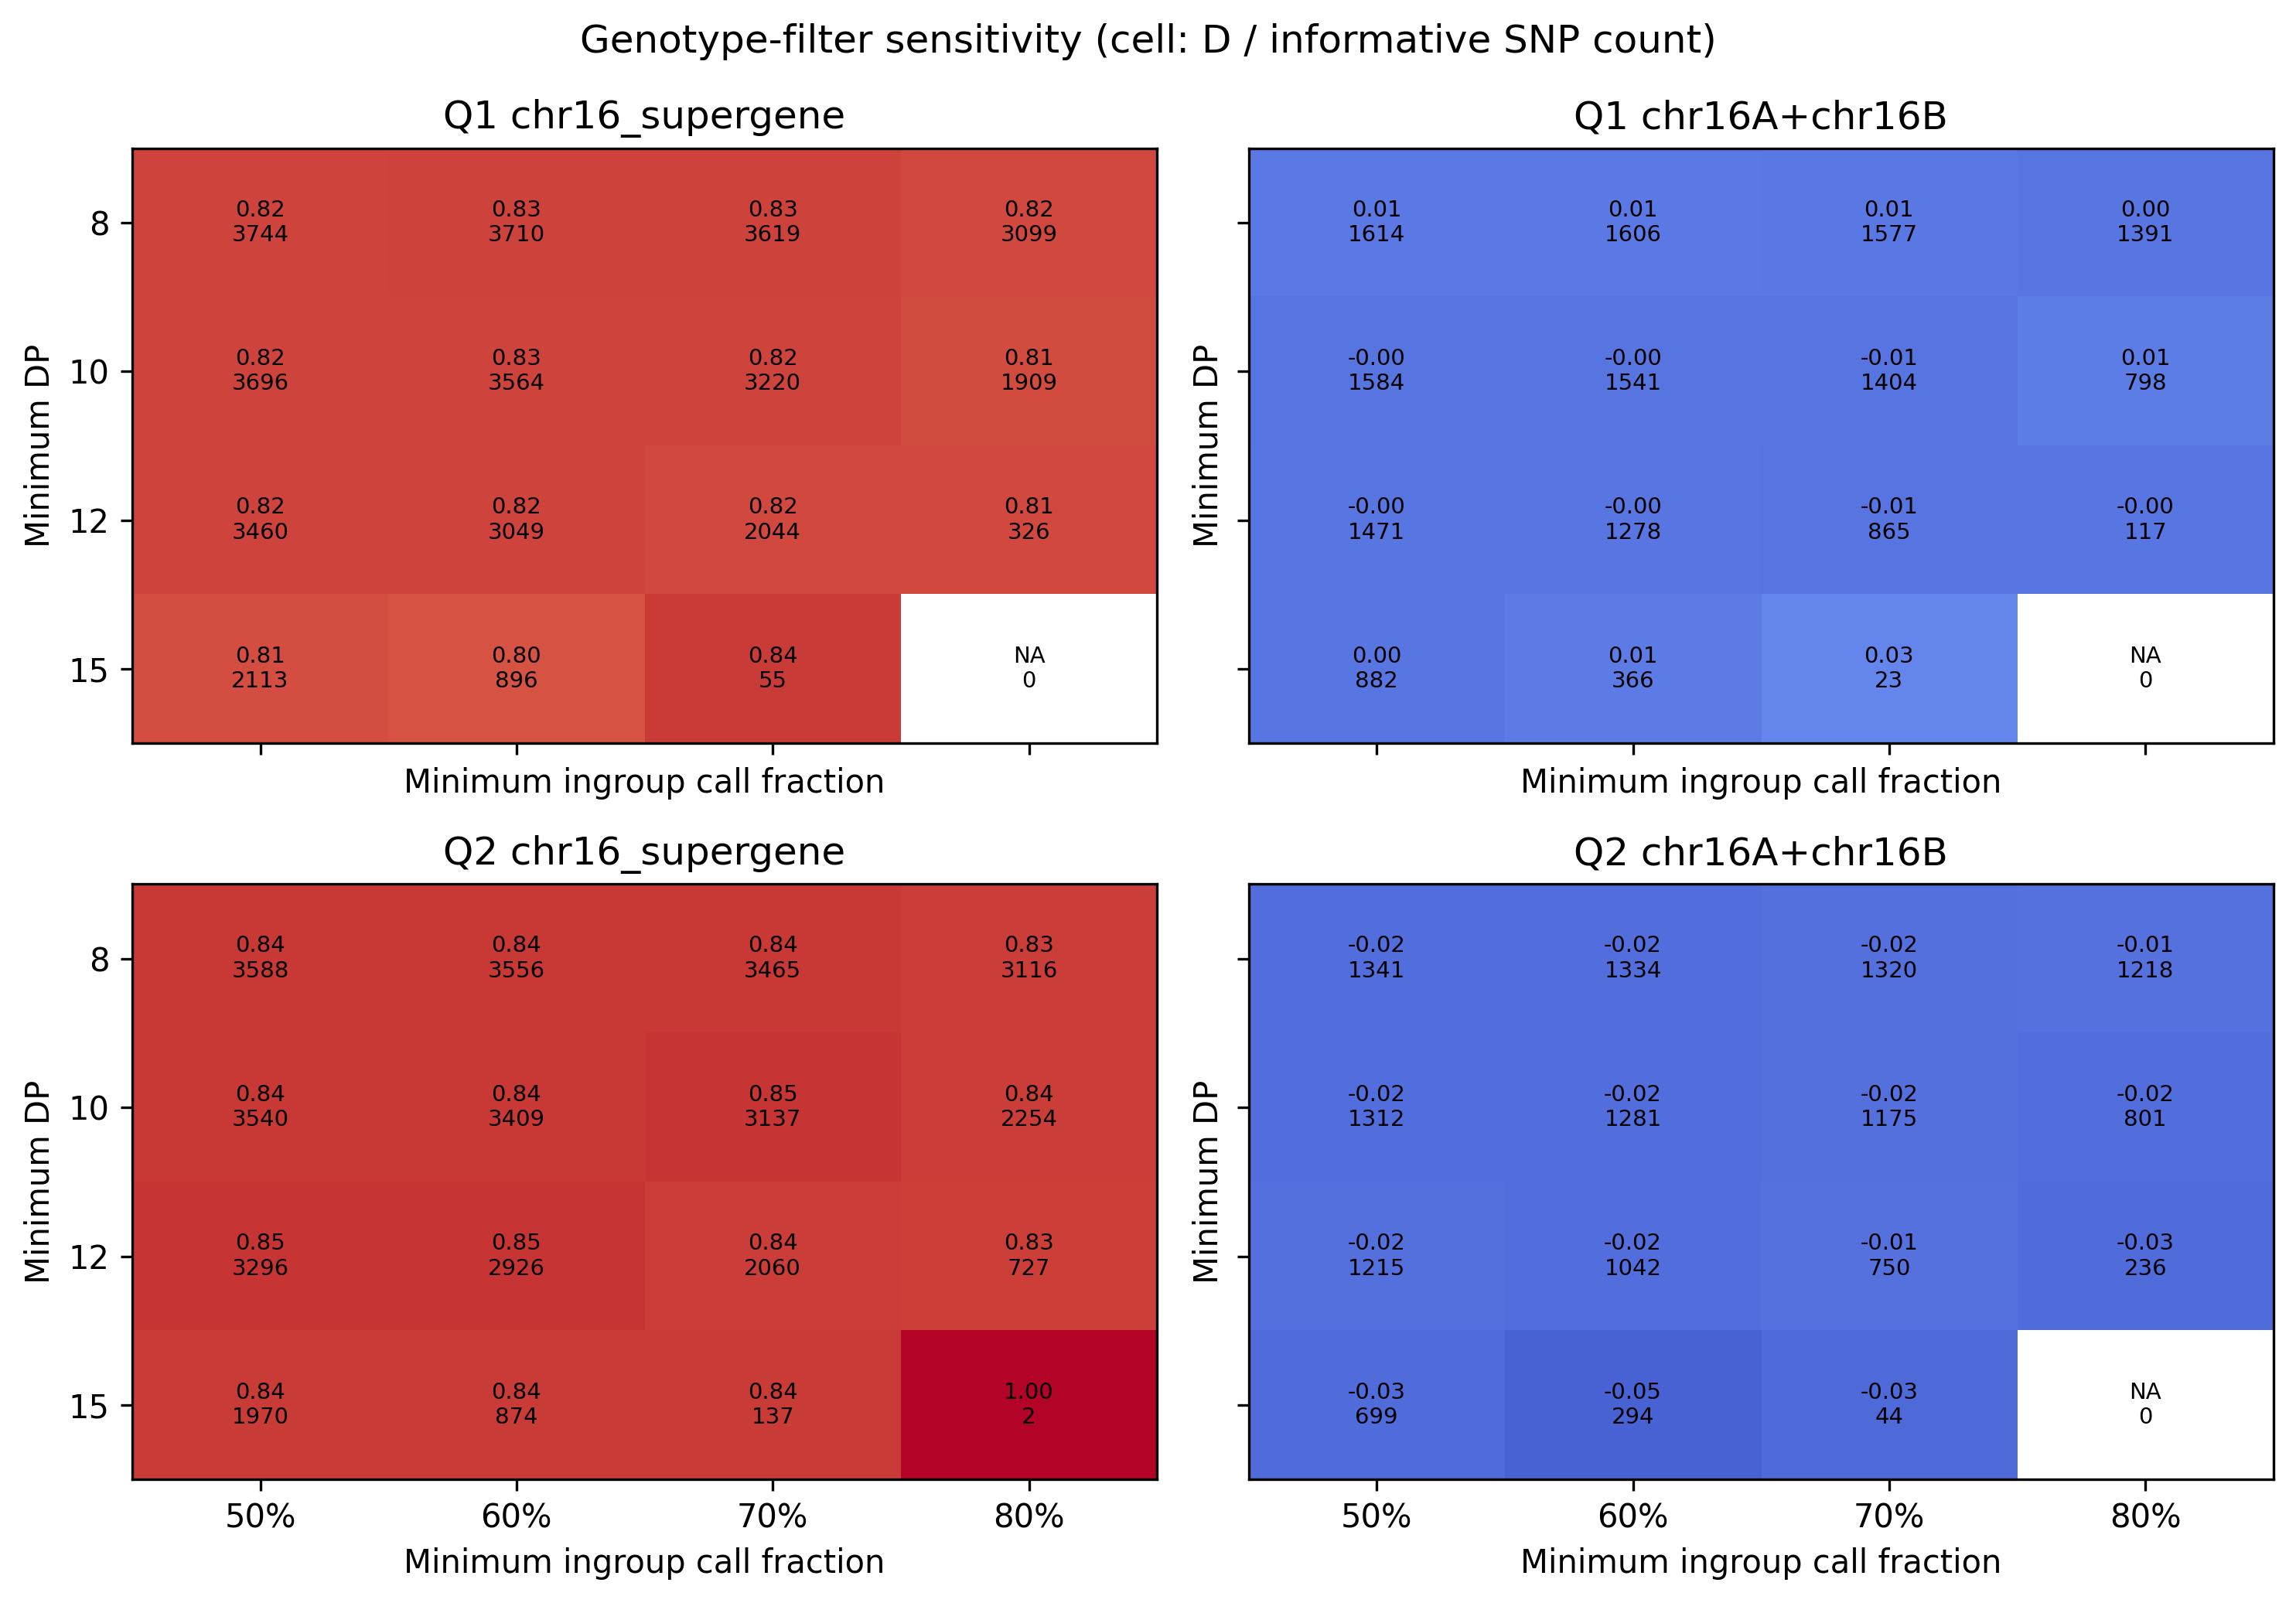 Genotype-filter sensitivity (cell: D / informative SNP count)
Q1 chr16_supergene
Minimum DP
8
10
12
15
0.82 0.83 0.83 0.82
3744 3710 3619 3099
0.82 0.83 0.82 0.81
3696 3564 3220 1909
0.82 0.82 0.82 0.81
3460 3049 2044 326
0.81 0.80 0.84 NA
2113 896 55 0
Minimum ingroup call fraction
Q1 chr16A+chr16B
Minimum DP
0.01 0.01 0.01 0.00
1614 1606 1577 1391
-0.00 -0.00 -0.01 0.01
1584 1541 1404 798
-0.00 -0.00 -0.01 -0.00
1471 1278 865 117
0.00 0.01 0.03 NA
882 366 23 0
Minimum ingroup call fraction
Q2 chr16_supergene
Minimum DP
8
10
12
15
0.84 0.84 0.84 0.83
3588 3556 3465 3116
0.84 0.84 0.85 0.84
3540 3409 3137 2254
0.85 0.85 0.84 0.83
3296 2926 2060 727
0.84 0.84 0.84 1.00
1970 874 137 2
50% 60% 70% 80%
Minimum ingroup call fraction
Q2 chr16A+chr16B
Minimum DP
-0.02 -0.02 -0.02 -0.01
1341 1334 1320 1218
-0.02 -0.02 -0.02 -0.02
1312 1281 1175 801
-0.02 -0.02 -0.01 -0.03
1215 1042 750 236
-0.03 -0.05 -0.03 NA
699 294 44 0
50% 60% 70% 80%
Minimum ingroup call fraction